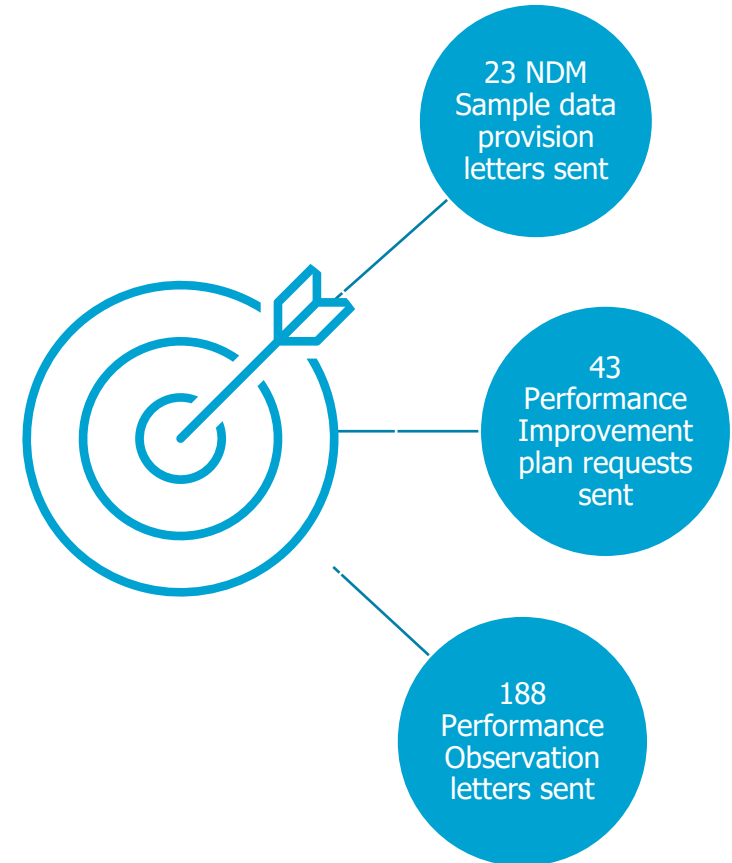 23 NDM
Sample data
provision
letters sent
43
Performance
Improvement
plan requests
sent
188
Performance
Observation
letters sent